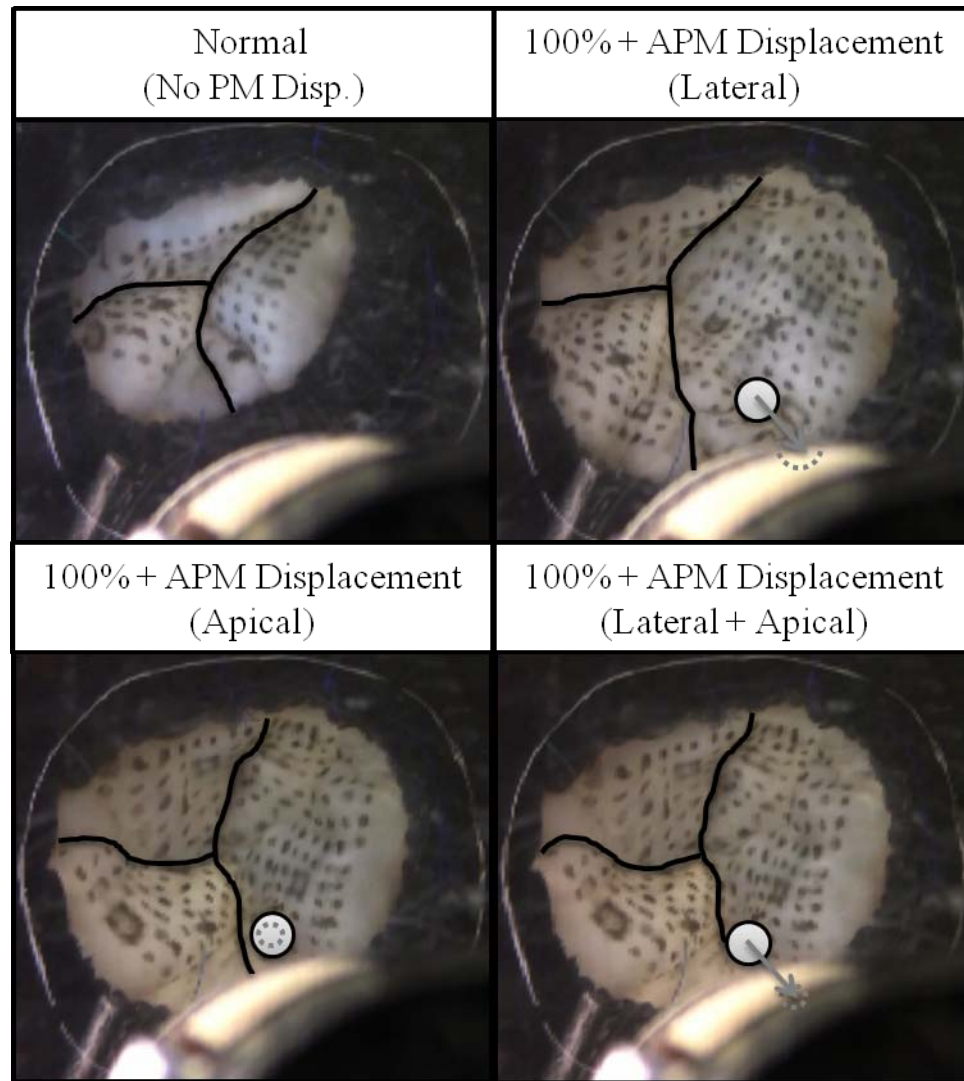 Normal
(No PM Disp.)
100% + APM Displacement
(Lateral)
100% + APM Displacement
(Apical)
100% + APM Displacement
(Lateral + Apical)